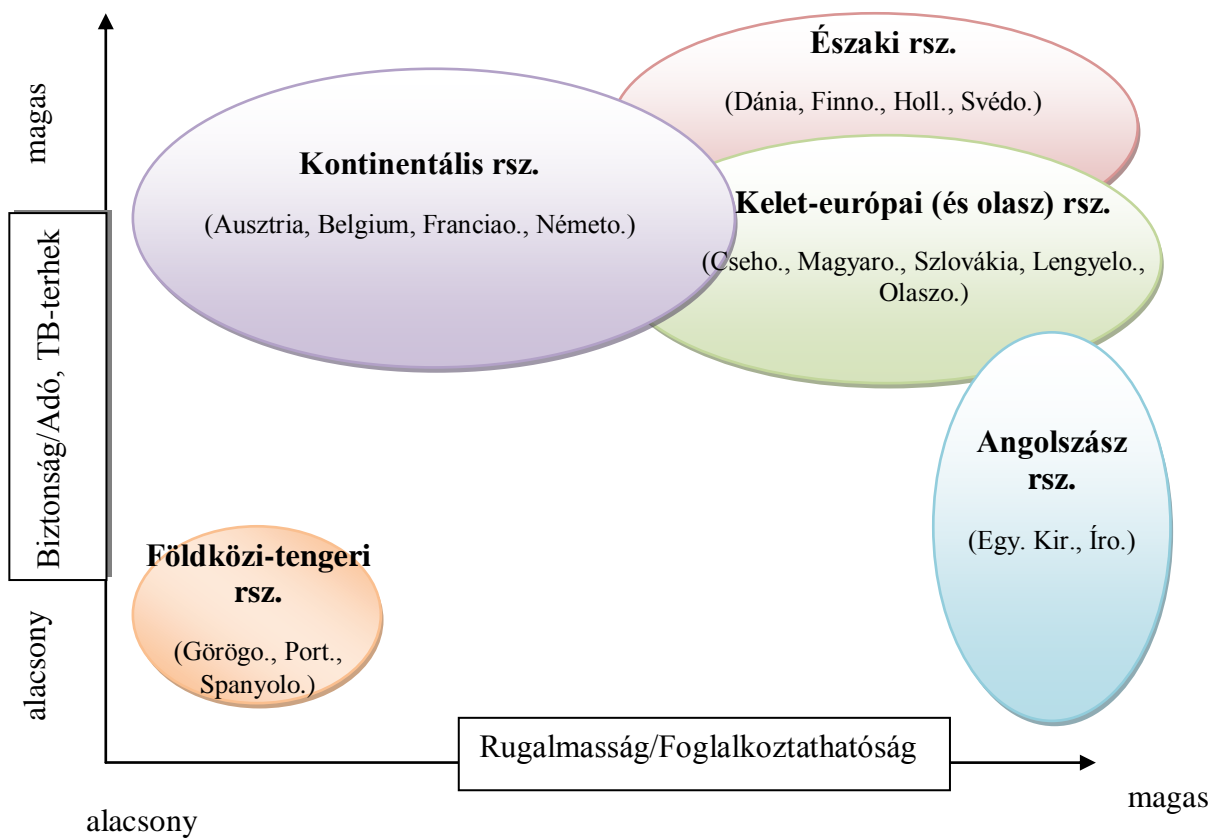 Északi rsz.
(Dánia, Finno., Holl., Svédo.)
Kontinentális rsz.
(Ausztria, Belgium, Franciao., Németo.)
Kelet-európai (és olasz) rsz.
(Cseho., Magyaro., Szlovákia, Lengyelo.,
Olaszo.)
Angolszász
rsz.
(Egy. Kir., Íro.)
Földközi-tengeri
rsz.
(Görögo., Port.,
Spanyolo.)
magas
Biztonság/Adó, TB-terhek
alacsony
Rugalmasság/Foglalkoztathatóság
magas
alacsony